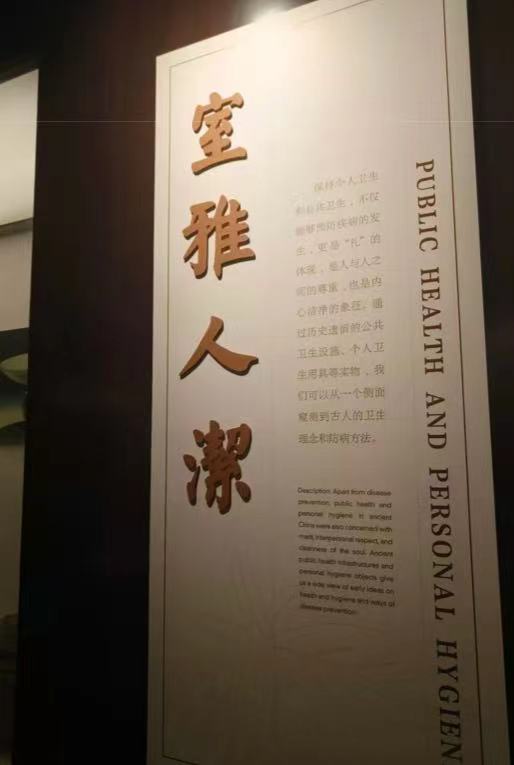 室雅人潔
保持个人卫生
和公共卫生，不仅
能够预防疾病的发
生，更是“礼”的
体现，是人与人之
间的尊重，也是内
心洁净的象征。通
过历史遗留的公共
卫生设施、个人卫
生用具等实物，我
们可以从一个侧面
窥测到古人的卫生
理念和防病方法。
Description: Apart from disease
prevention, public health and
personal hygiene in ancient
China were also concerned with
interpersonal respect, and
cleanness of the soul. Ancient
public health infrastructures and
personal hygiene objects give
us a side view of early ideas on
health and hygiene and ways of
disease prevention.
PUBLIC HEALTH AND PERSONAL HYGIEN